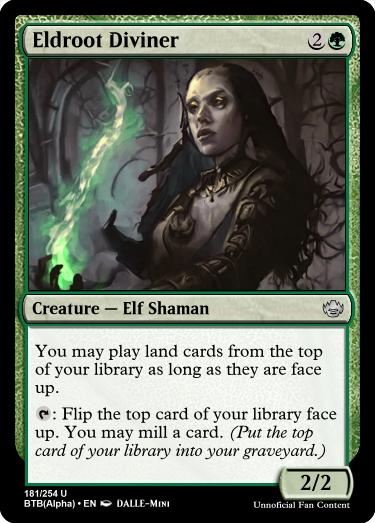 Eldroot Diviner 2
Creature — Elf Shaman
You may play land cards from the top
of your library as long as they are face
up.
: Flip the top card of your library face
up. You may mill a card. (Put the top
card of your library into your graveyard.)
2/2
181/254 U
BTB(Alpha) • EN DALLE-Mini
Unofficial Fan Content